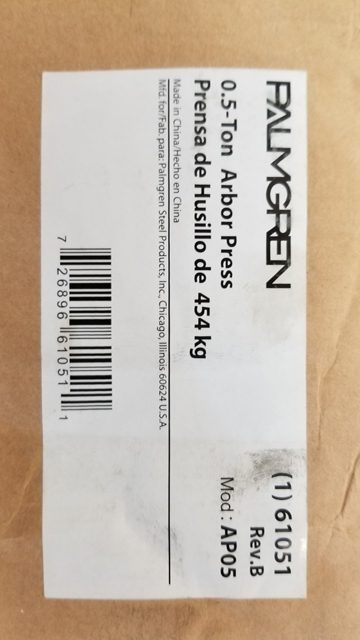 PALMGREN
(1) 61051
Rev.B
0.5-Ton Arbor Press
Mod : AP05
Prensa de Husillo de 454 kg
Made in China/Hecho en China
Mfd. for/Fab. para: Palmgren Steel Products, Inc., Chicago, Illinois 60624 U.S.A.
7 26896 61051 1